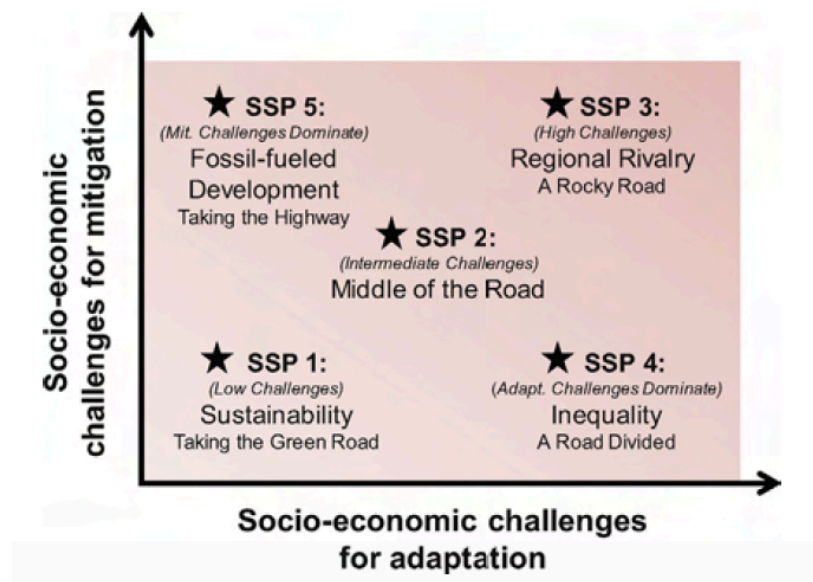 Socio-economic
challenges for mitigation
SSP 5:
(Mit. Challenges Dominate)
Fossil-fueled
Development
Taking the Highway
SSP 3:
(High Challenges)
Regional Rivalry
A Rocky Road
SSP 2:
(Intermediate Challenges)
Middle of the Road
SSP 1:
(Low Challenges)
Sustainability
Taking the Green Road
SSP 4:
(Adapt. Challenges Dominate)
Inequality
A Road Divided
Socio-economic challenges
for adaptation